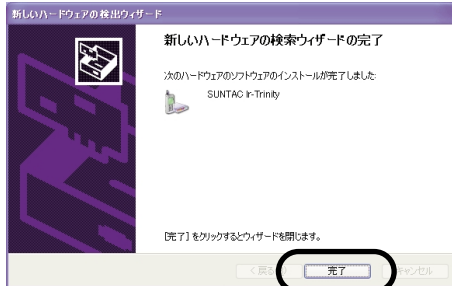 新しいハードウェアの検出ウィザード
新しいハードウェアの検索ウィザードの完了
次のハードウェアのソフトウェアのインストールが完了しました:
SUNTAC Ir-Trinity
[完了] をクリックするとウィザードを閉じます。
< 戻る
完了
キャンセル